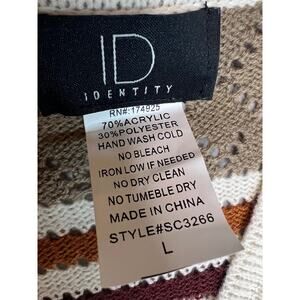 ID
IDENTITY
RN#: 174925
70%ACRYLIC
30%POLYESTER
HAND WASH COLD
NO BLEACH
IRON LOW IF NEEDED
NO DRY CLEAN
NO TUMEBLE DRY
MADE IN CHINA
STYLE#SC3266
L